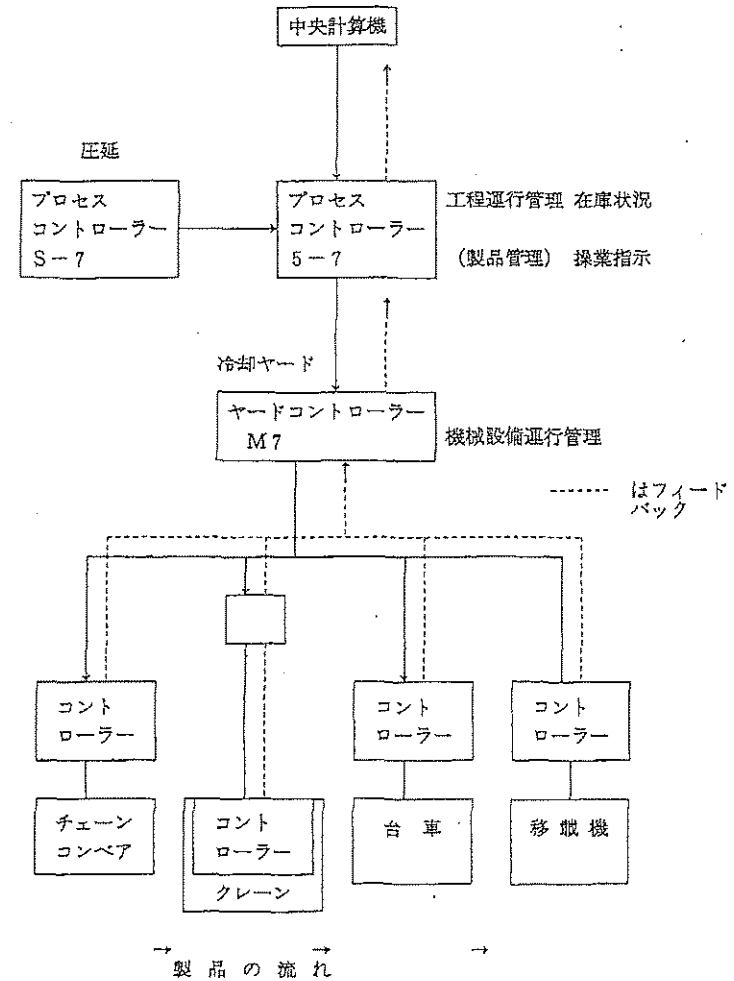 中央計算機
圧延
プロセス
コントローラー
S-7
プロセス
コントローラー
5-7
工程運行管理 在庫状況
(製品管理) 操業指示
冷却ヤード
ヤードコントローラー
M7
機械設備運行管理
はフィード
バック
コント
ローラー
コント
ローラー
コント
ローラー
チェーン
コンベア
コント
ローラー
クレーン
台車
移載機
→ → →
製品の流れ